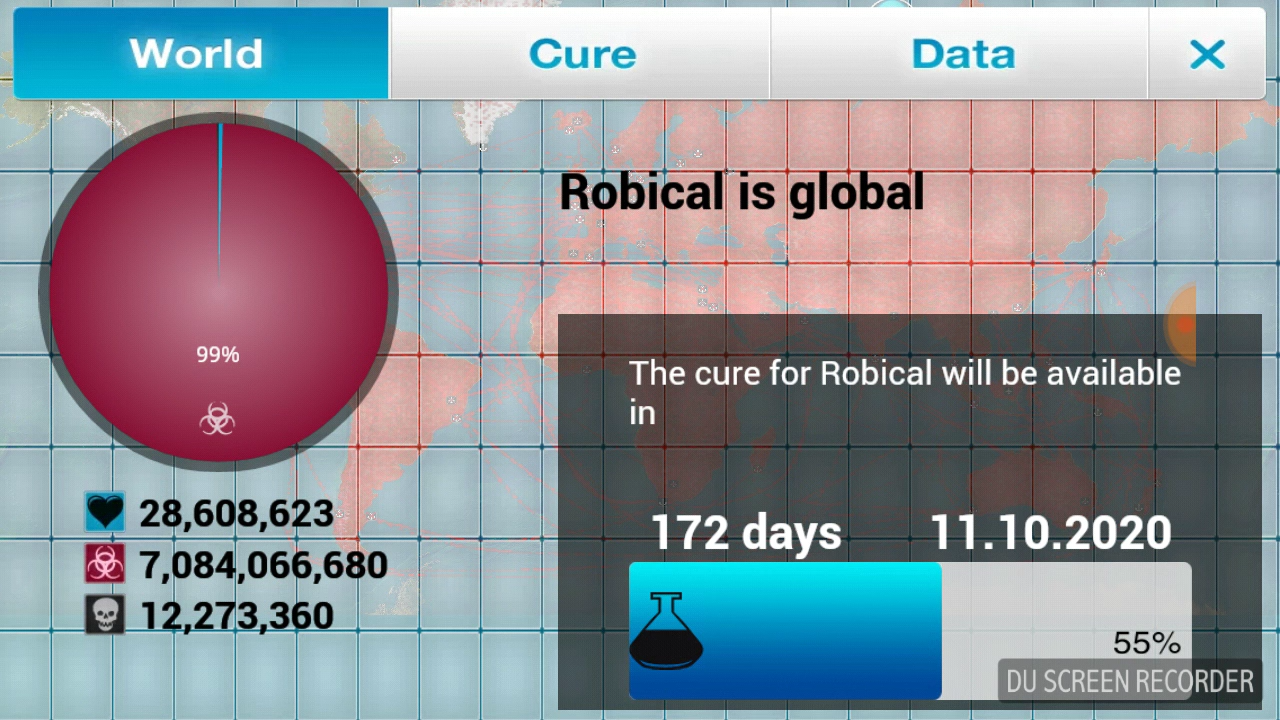 World
Cure
Data
Robical is global
99%
28,608,623
7,084,066,680
12,273,360
The cure for Robical will be available
in
172 days
11.10.2020
55%
DU SCREEN RECORDER